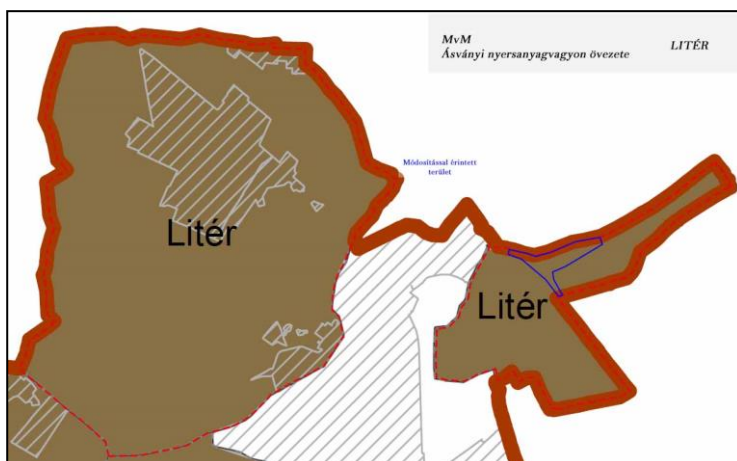 MvM
Ásványi nyersanyagvagyon övezete LITÉR
Módosítással érintett
terület
Litér
Litér